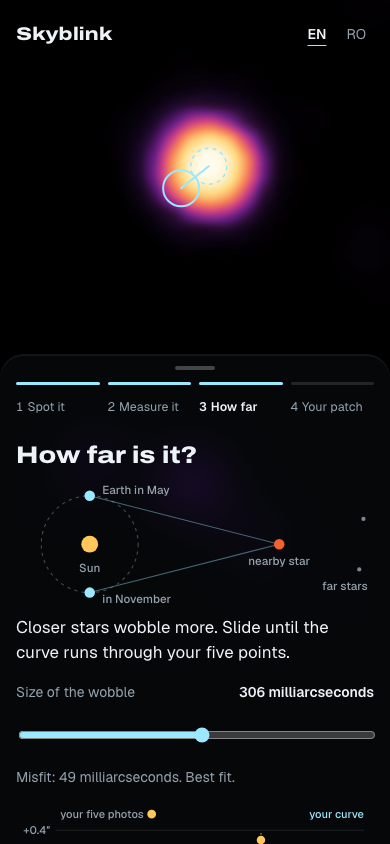 Skyblink
EN RO
1 Spot it 2 Measure it 3 How far 4 Your patch
How far is it?
Earth in May
Sun
nearby star
far stars
in November
Closer stars wobble more. Slide until the
curve runs through your five points.
Size of the wobble 306 milliarcseconds
Misfit: 49 milliarcseconds. Best fit.
your five photos your curve
+0.4"